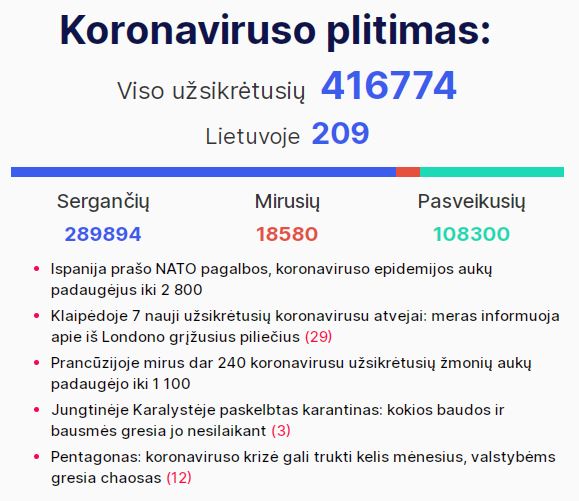 Koronaviruso plitimas:
Viso užsikrėtusių 416774
Lietuvoje 209
Sergančių Mirusių Pasveikusių
289894 18580 108300
• Ispanija prašo NATO pagalbos, koronaviruso epidemijos aukų
padaugėjus iki 2 800
• Klaipėdoje 7 nauji užsikrėtusių koronavirusu atvejai: meras informuoja
apie iš Londono grįžusius piliečius (29)
• Prancūzijoje mirus dar 240 koronavirusu užsikrėtusių žmonių aukų
padaugėjo iki 1 100
• Jungtinėje Karalystėje paskelbtas karantinas: kokios baudos ir
bausmės gresia jo nesilaikant (3)
• Pentagonas: koronaviruso krizė gali trukti kelis mėnesius, valstybėms
gresia chaosas (12)